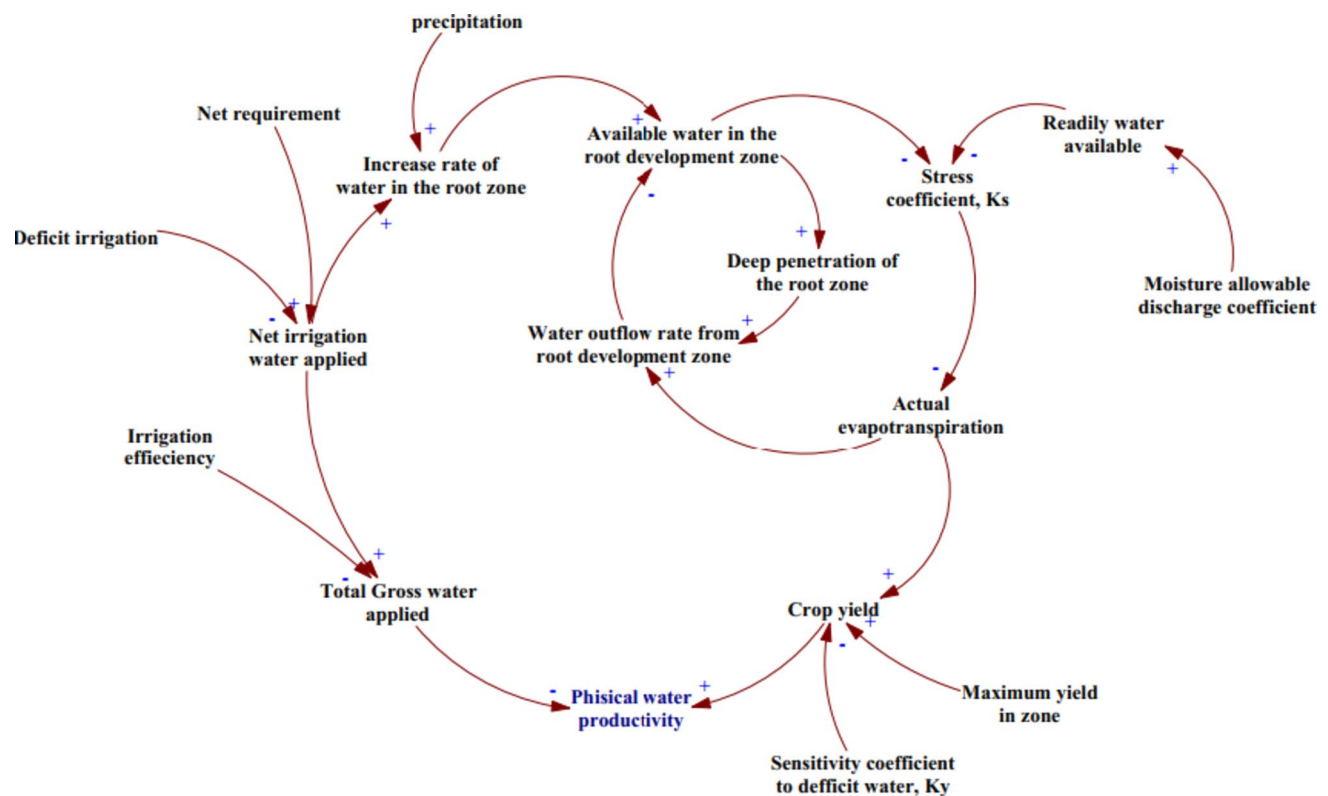 precipitation
Net requirement
Increase rate of
water in the root zone
Available water in the
root development zone
Readily water
available
Stress
coefficient, Ks
Deficit irrigation
Deep penetration of
the root zone
Moisture allowable
discharge coefficient
Net irrigation
water applied
Water outflow rate from
root development zone
Actual
evapotranspiration
Irrigation
effieciency
Total Gross water
applied
Crop yield
Phisical water
productivity
Maximum yield
in zone
Sensitivity coefficient
to defficit water, Ky
+
+
+
-
-
-
+
+
+
+
-
+
-
+
-
+
+
-
-
+